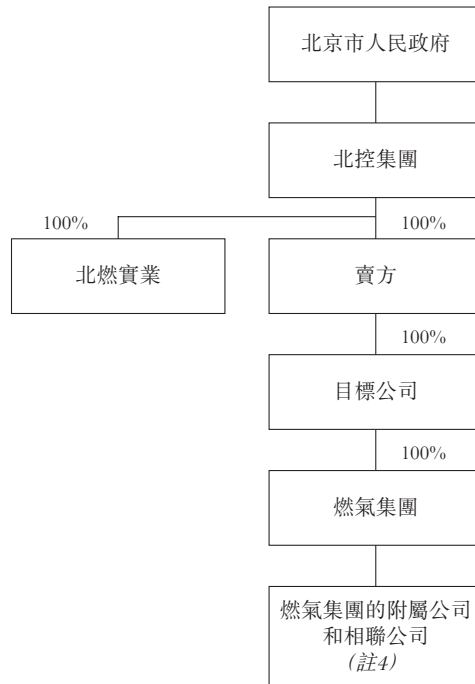 北京市人民政府
北控集團
100%
100%
北燃實業
賣方
100%
目標公司
100%
燃氣集團
燃氣集團的附屬公司
和相聯公司
(註4)